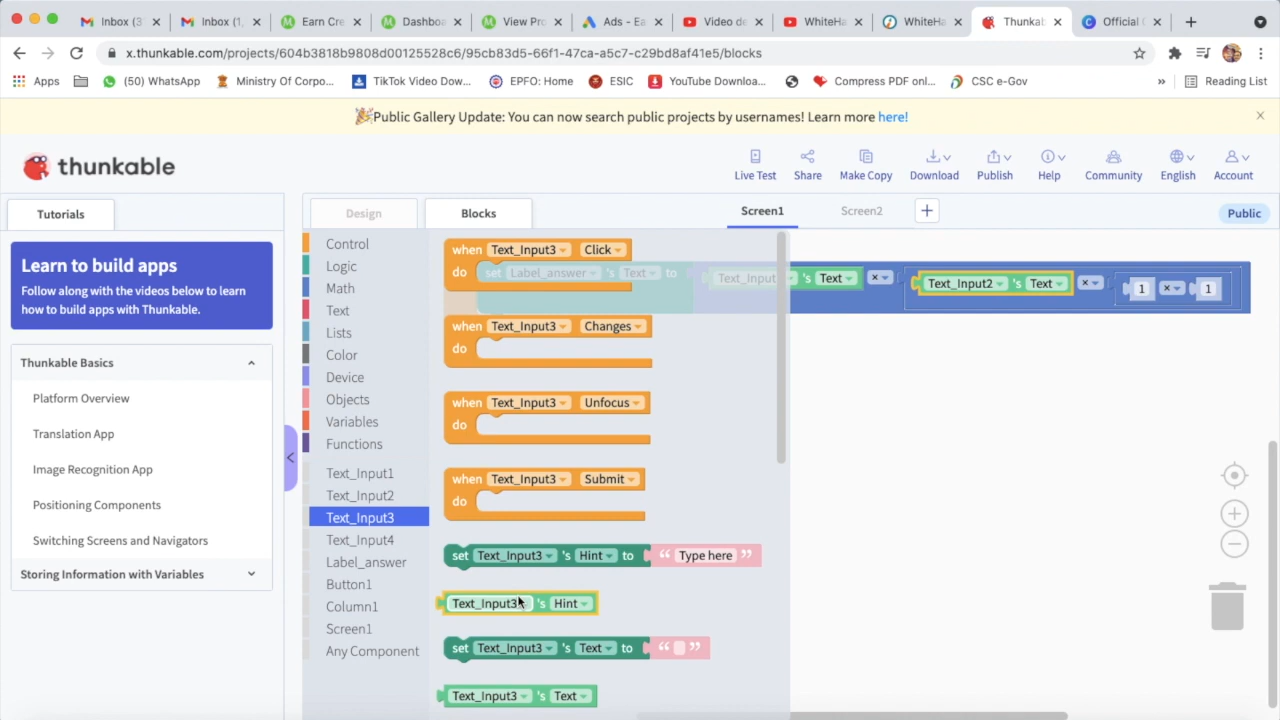 Inbox (3
Inbox (1,
Earn Cre
Dashboa
View Pro
Ads - Ea
Video de
WhiteHa
WhiteHa
Thunkab
Official C
x.thunkable.com/projects/604b3818b9808d00125528c6/95cb83d5-66f1-47ca-a5c7-c29bd8af41e5/blocks
Apps
(50) WhatsApp
Ministry Of Corpo...
TikTok Video Dow...
EPFO: Home
ESIC
YouTube Downloa...
Compress PDF onl...
CSC e-Gov
»
Reading List
Public Gallery Update: You can now search public projects by usernames! Learn more here!
thunkable
Live Test
Share
Make Copy
Download
Publish
Help
Community
English
Account
Tutorials
Design
Blocks
Screen1
Screen2
Public
Learn to build apps
Follow along with the videos below to learn
how to build apps with Thunkable.
Thunkable Basics
Platform Overview
Translation App
Image Recognition App
Positioning Components
Switching Screens and Navigators
Storing Information with Variables
Control
Logic
Math
Text
Lists
Color
Device
Objects
Variables
Functions
Text_Input1
Text_Input2
Text_Input3
Text_Input4
Label_answer
Button1
Column1
Screen1
Any Component
when Text_Input3 Click
do
set Label_answer 's Text to
Text_Input 's Text × Text_Input2 's Text × 1 × 1
when Text_Input3 Changes
do
when Text_Input3 Unfocus
do
when Text_Input3 Submit
do
set Text_Input3 's Hint to “ Type here ”
Text_Input3 's Hint
set Text_Input3 's Text to “ ”
Text_Input3 's Text